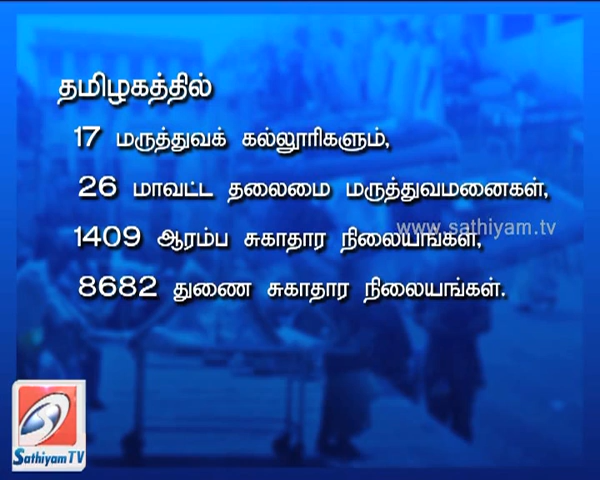 தமிழகத்தில்
17 மருத்துவக் கல்லூரிகளும்,
26 மாவட்ட தலைமை மருத்துவமனைகள்,
www.sathiyam.tv
1409 ஆரம்ப சுகாதார நிலையங்கள்,
8682 துணை சுகாதார நிலையங்கள்.
Sathiyam TV